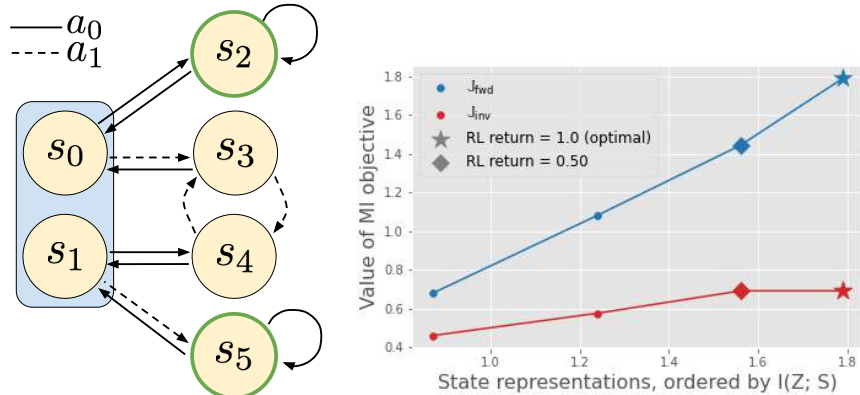 a₀
a₁
s₂
s₀
s₃
s₁
s₄
s₅
1.8
1.6
1.4
1.2
1.0
0.8
0.6
0.4
Value of MI objective
J_fwd
J_inv
RL return = 1.0 (optimal)
RL return = 0.50
1.0 1.2 1.4 1.6 1.8
State representations, ordered by I(Z; S)